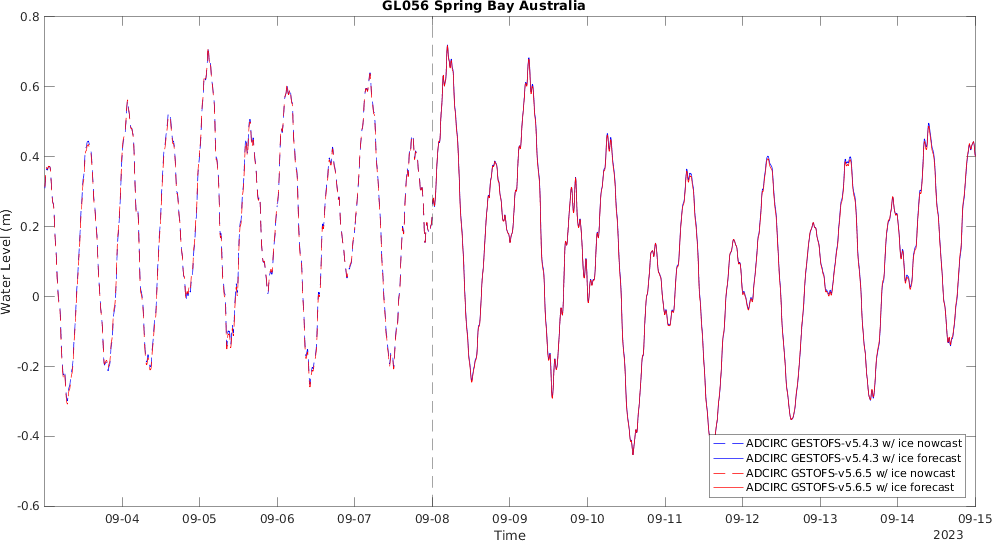 GL056 Spring Bay Australia
0.8
0.6
0.4
0.2
0
-0.2
-0.4
-0.6
Water Level (m)
09-04 09-05 09-06 09-07 09-08 09-09 09-10 09-11 09-12 09-13 09-14 09-15
Time
2023
ADCIRC GESTOFS-v5.4.3 w/ ice nowcast
ADCIRC GESTOFS-v5.4.3 w/ ice forecast
ADCIRC GSTOFS-v5.6.5 w/ ice nowcast
ADCIRC GSTOFS-v5.6.5 w/ ice forecast